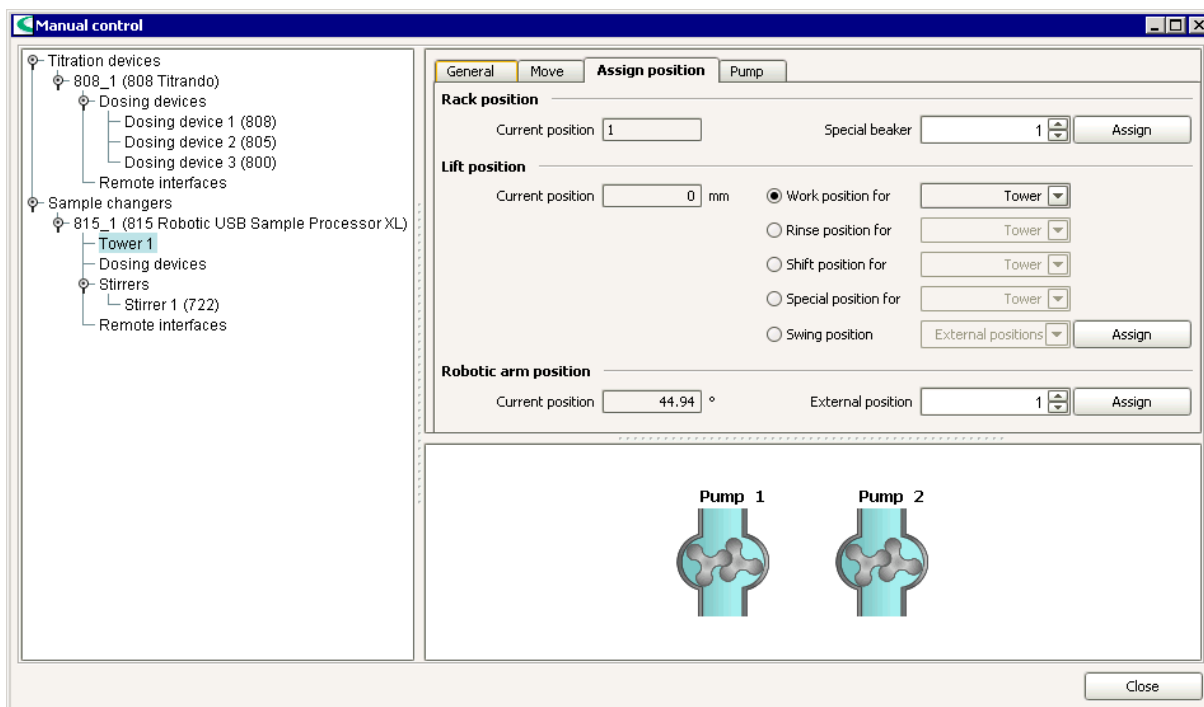 Manual control
Titration devices
808_1 (808 Titrando)
Dosing devices
Dosing device 1 (808)
Dosing device 2 (805)
Dosing device 3 (800)
Remote interfaces
Sample changers
815_1 (815 Robotic USB Sample Processor XL)
Tower 1
Dosing devices
Stirrers
Stirrer 1 (722)
Remote interfaces
General Move Assign position Pump
Rack position
Current position 1 Special beaker 1 Assign
Lift position
Current position 0 mm Work position for Tower
Rinse position for Tower
Shift position for Tower
Special position for Tower
Swing position External positions Assign
Robotic arm position
Current position 44.94 ° External position 1 Assign
Pump 1 Pump 2
Close